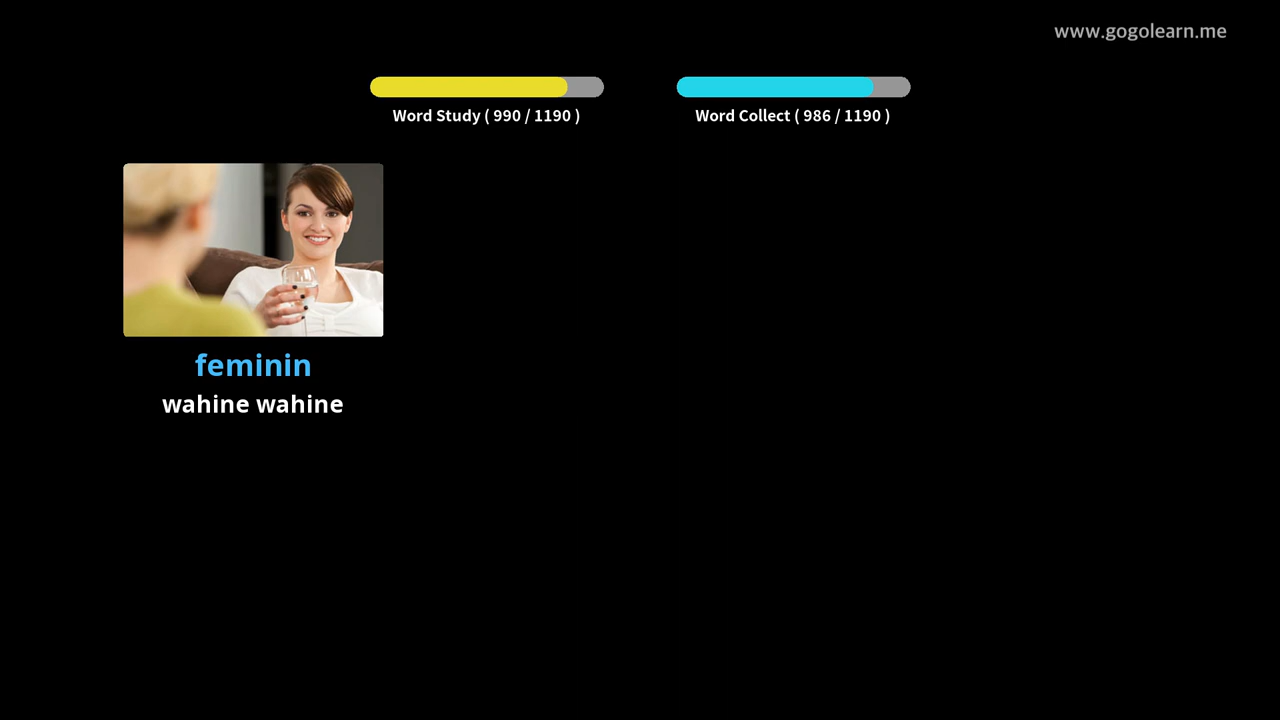 www.gogolearn.me
Word Study ( 990 / 1190 )
Word Collect ( 986 / 1190 )
feminin
wahine wahine